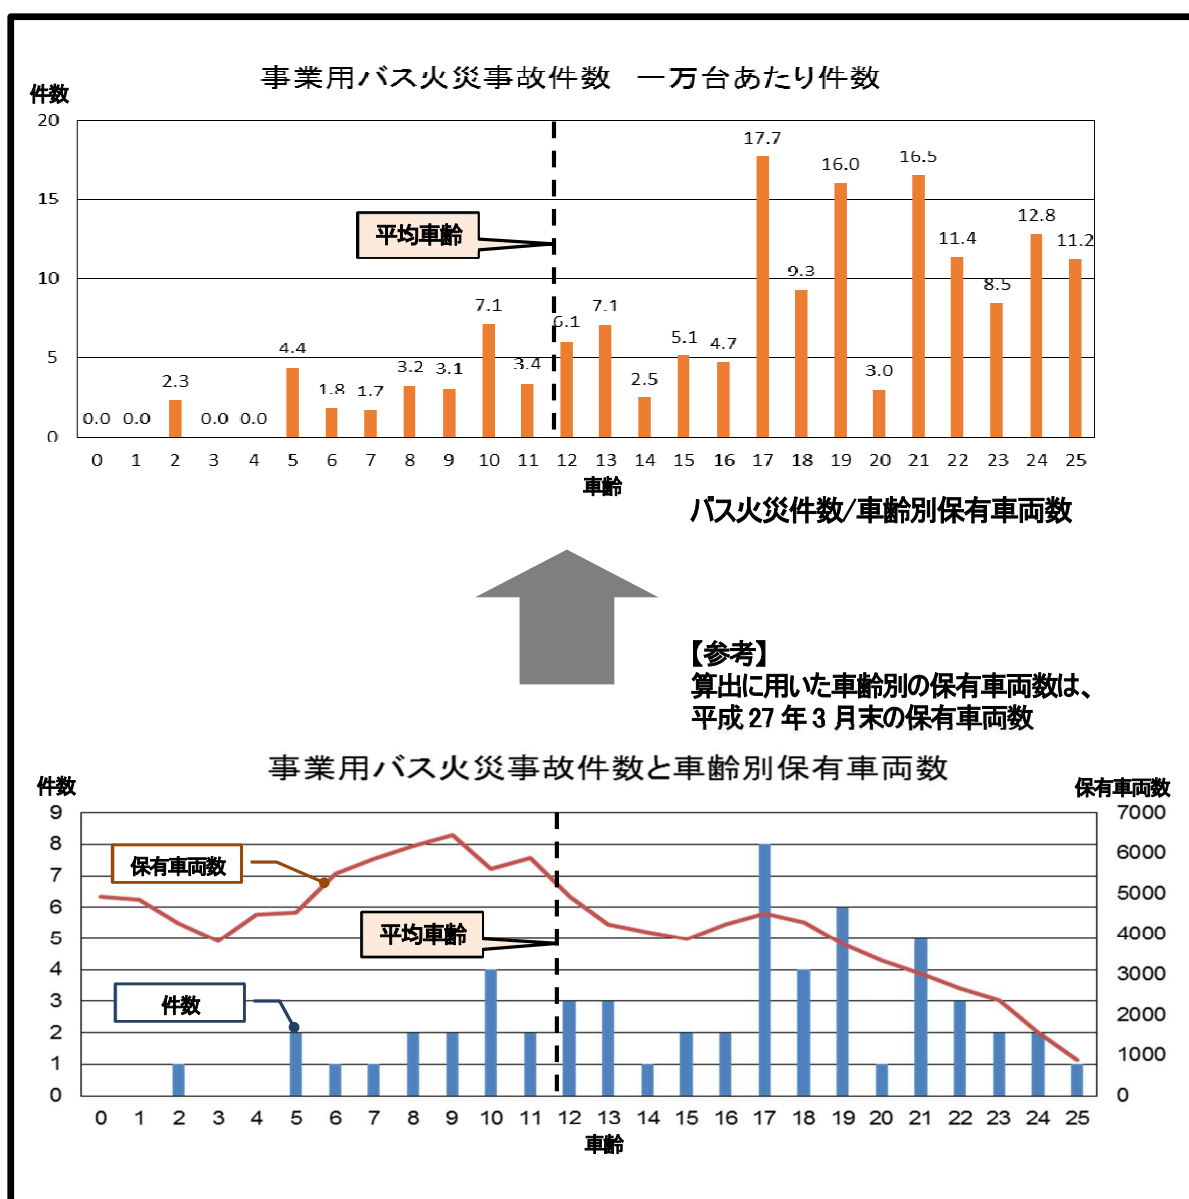 事業用バス火災事故件数　一万台あたり件数
件数
20
15
10
5
0
平均車齢
0.0 0.0 2.3 0.0 0.0 4.4 1.8 1.7 3.2 3.1 7.1 3.4 6.1 7.1 2.5 5.1 4.7 17.7 9.3 16.0 3.0 16.5 11.4 8.5 12.8 11.2
0 1 2 3 4 5 6 7 8 9 10 11 12 13 14 15 16 17 18 19 20 21 22 23 24 25
車齢
バス火災件数/車齢別保有車両数
【参考】
算出に用いた車齢別の保有車両数は、
平成 27 年 3 月末の保有車両数
事業用バス火災事故件数と車齢別保有車両数
件数
保有車両数
9
8
7
6
5
4
3
2
1
0
7000
6000
5000
4000
3000
2000
1000
0
保有車両数
平均車齢
件数
0 1 2 3 4 5 6 7 8 9 10 11 12 13 14 15 16 17 18 19 20 21 22 23 24 25
車齢